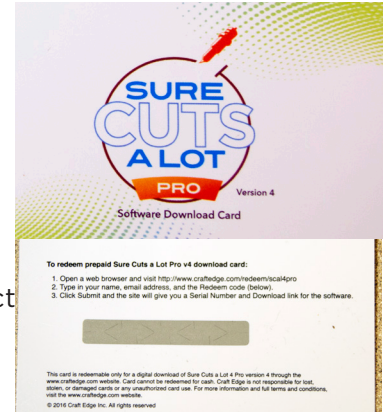 SURE
CUTS
A LOT
PRO
Version 4
Software Download Card
To redeem prepaid Sure Cuts a Lot Pro v4 download card:
1. Open a web browser and visit http://www.craftedge.com/redeem/scal4pro
2. Type in your name, email address, and the Redeem code (below).
3. Click Submit and the site will give you a Serial Number and Download link for the software.
ct
This card is redeemable only for a digital download of Sure Cuts a Lot 4 Pro version 4 through the
www.craftedge.com website. Card cannot be redeemed for cash. Craft Edge is not responsible for lost,
stolen, or damaged cards or any unauthorized card use. For more information and full terms and conditions,
visit the www.craftedge.com website.
© 2016 Craft Edge Inc. All rights reserved